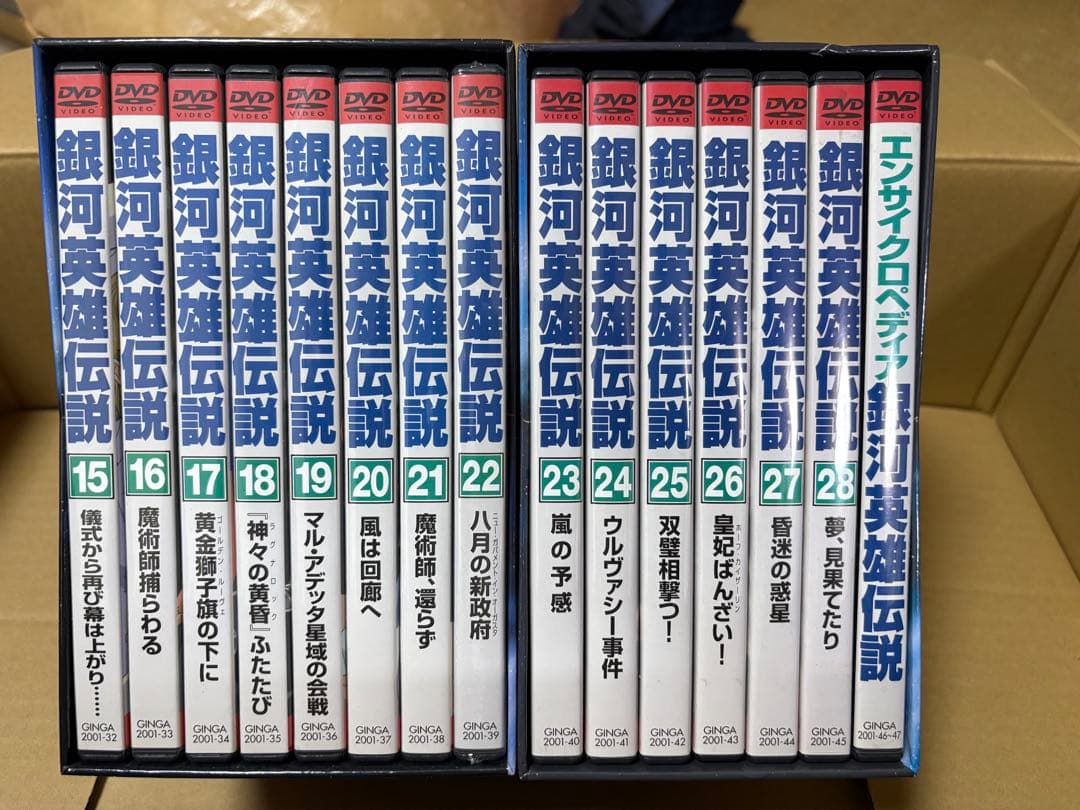 DVD
VIDEO
銀河英雄伝説
15
儀式から再び幕は上がり……
GINGA
2001-32
DVD
VIDEO
銀河英雄伝説
16
魔術師捕らわる
GINGA
2001-33
DVD
VIDEO
銀河英雄伝説
17
黄金獅子旗の下に
ゴールデン・ルーヴェ
GINGA
2001-34
DVD
VIDEO
銀河英雄伝説
18
『神々の黄昏』ふたたび
ラグナロック
GINGA
2001-35
DVD
VIDEO
銀河英雄伝説
19
マル・アデッタ星域の会戦
GINGA
2001-36
DVD
VIDEO
銀河英雄伝説
20
風は回廊へ
GINGA
2001-37
DVD
VIDEO
銀河英雄伝説
21
魔術師、還らず
GINGA
2001-38
DVD
VIDEO
銀河英雄伝説
22
八月の新政府
ニュー・ガバメント・イン・オーガスタ
GINGA
2001-39
DVD
VIDEO
銀河英雄伝説
23
嵐の予感
GINGA
2001-40
DVD
VIDEO
銀河英雄伝説
24
ウルヴァシー事件
GINGA
2001-41
DVD
VIDEO
銀河英雄伝説
25
双璧相撃つ!
GINGA
2001-42
DVD
VIDEO
銀河英雄伝説
26
皇妃ばんざい!
ホーフ・カイザーリン
GINGA
2001-43
DVD
VIDEO
銀河英雄伝説
27
昏迷の惑星
GINGA
2001-44
DVD
VIDEO
銀河英雄伝説
28
夢、見果てたり
GINGA
2001-45
DVD
VIDEO
エンサイクロペディア銀河英雄伝説
GINGA
2001-46~47